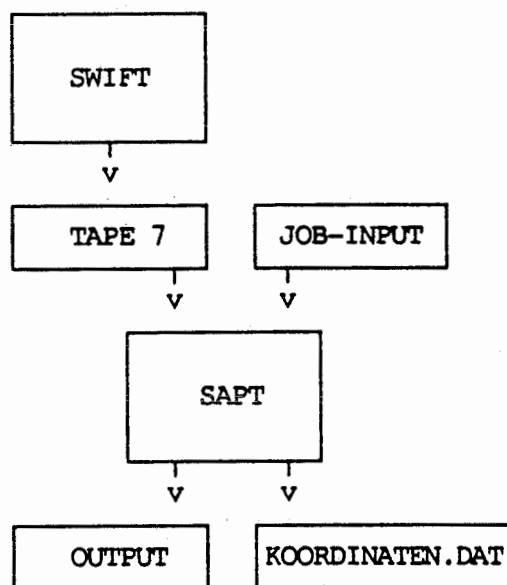 SWIFT
TAPE 7
JOB-INPUT
SAPT
OUTPUT
KOORDINATEN.DAT